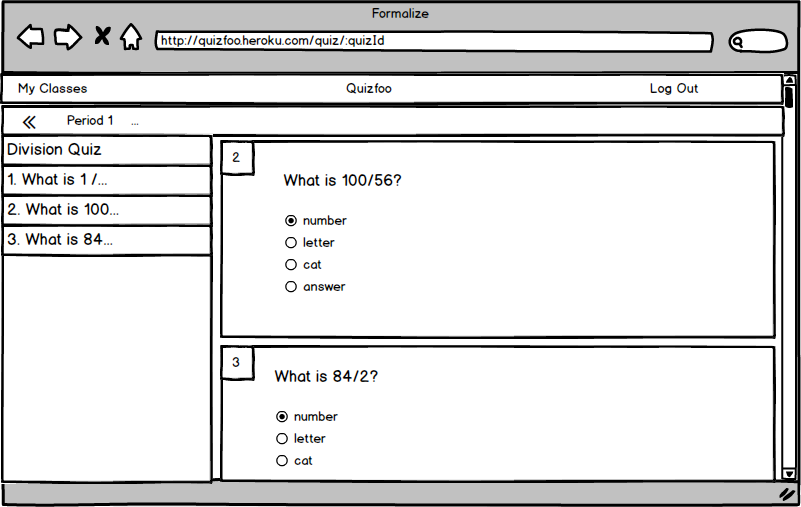 Formalize
http://quizfoo.heroku.com/quiz/:quizId
My Classes Quizfoo Log Out
Period 1 ...
Division Quiz
1. What is 1 /...
2. What is 100...
3. What is 84...
2
What is 100/56?
number
letter
cat
answer
3
What is 84/2?
number
letter
cat